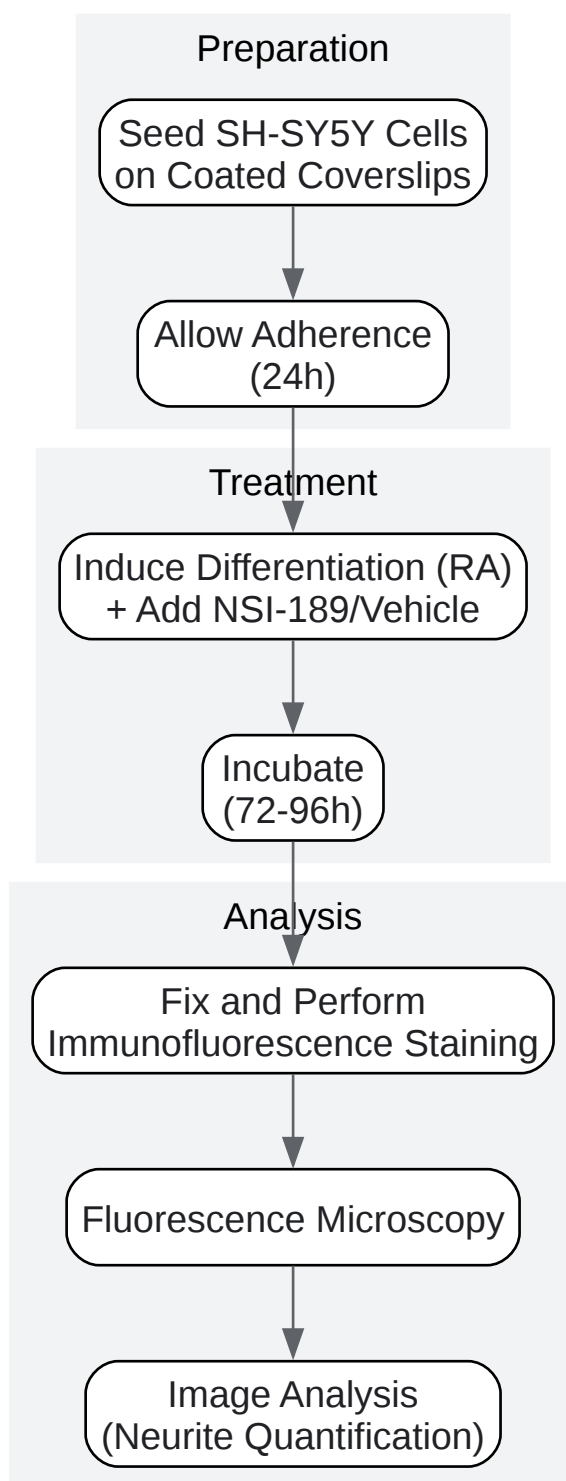 Preparation
Seed SH-SY5Y Cells
on Coated Coverslips
Allow Adherence
(24h)
Treatment
Induce Differentiation (RA)
+ Add NSI-189/Vehicle
Incubate
(72-96h)
Analysis
Fix and Perform
Immunofluorescence Staining
Fluorescence Microscopy
Image Analysis
(Neurite Quantification)